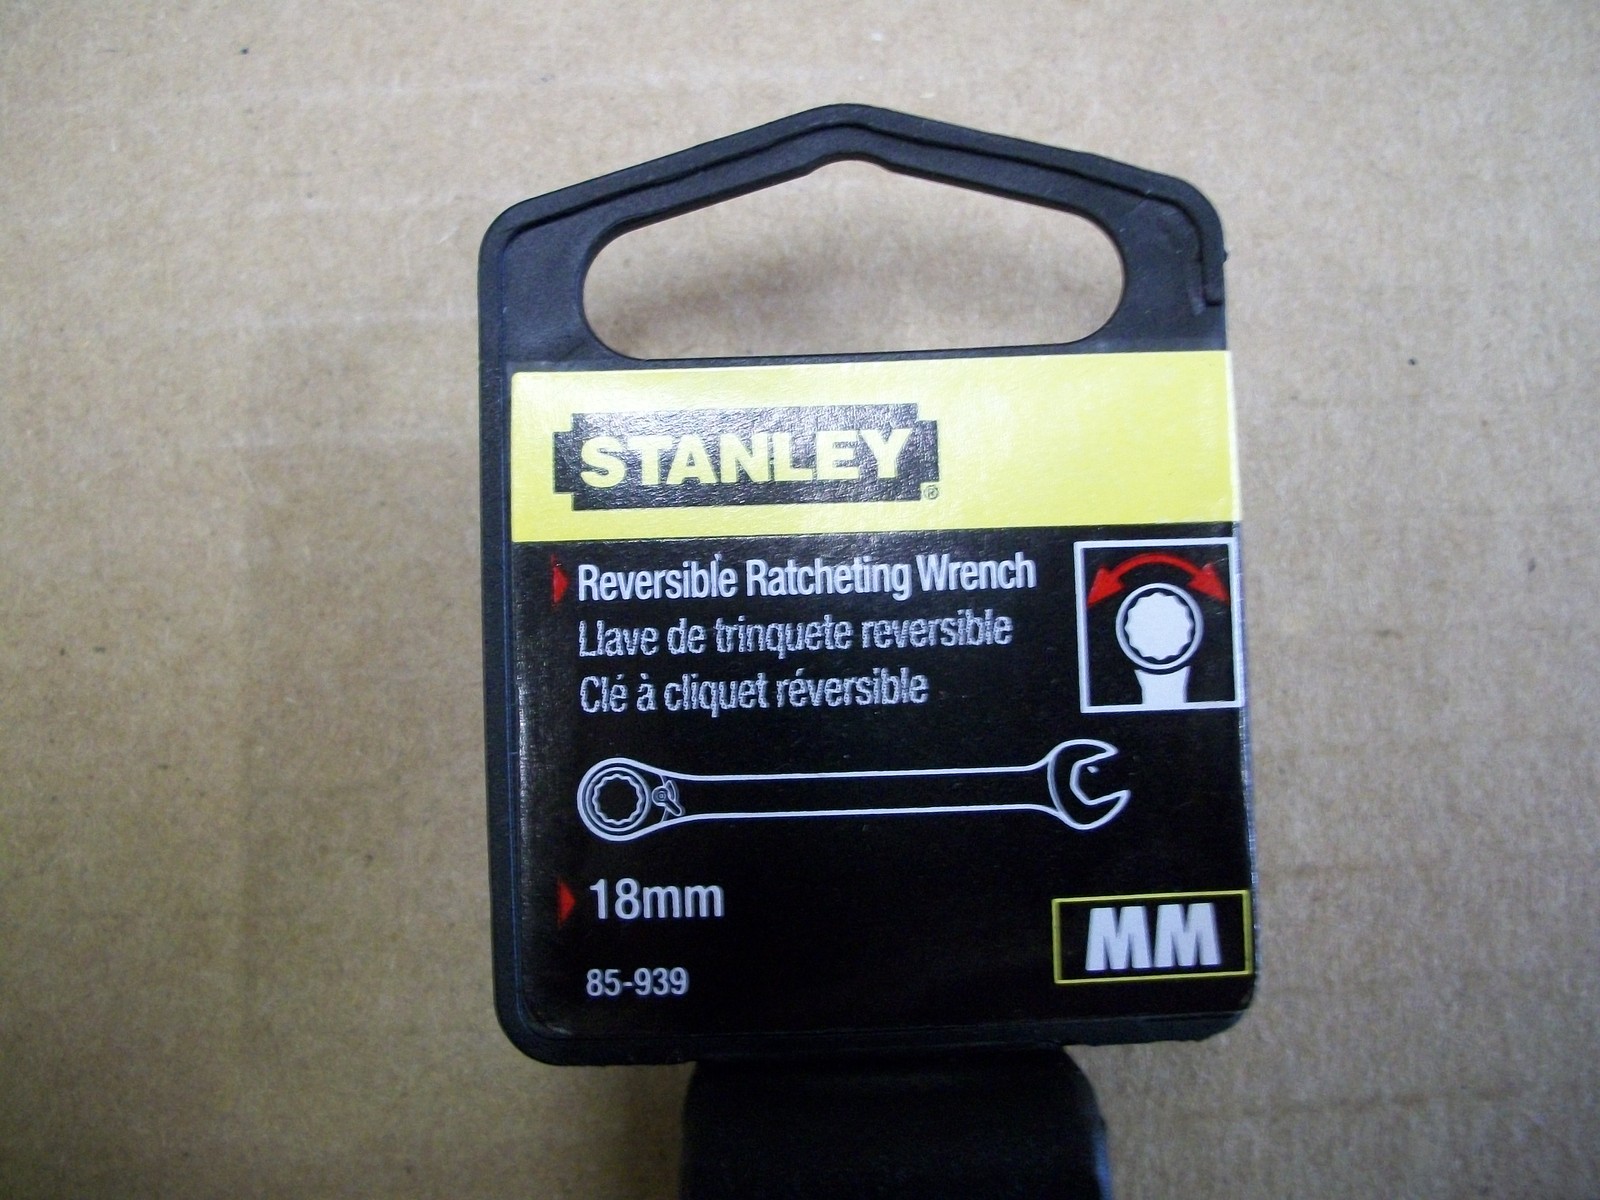 STANLEY®
Reversible Ratcheting Wrench
Llave de trinquete reversible
Clé à cliquet réversible
18mm
MM
85-939